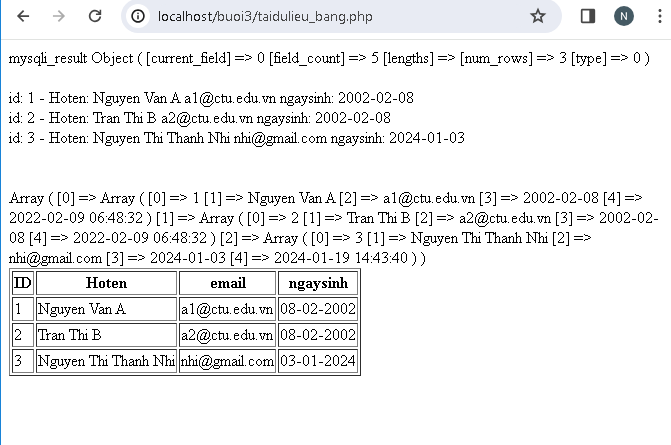 localhost/buoi3/taidulieu_bang.php
N
mysqli_result Object ( [current_field] => 0 [field_count] => 5 [lengths] => [num_rows] => 3 [type] => 0 )
id: 1 - Hoten: Nguyen Van A a1@ctu.edu.vn ngaysinh: 2002-02-08
id: 2 - Hoten: Tran Thi B a2@ctu.edu.vn ngaysinh: 2002-02-08
id: 3 - Hoten: Nguyen Thi Thanh Nhi nhi@gmail.com ngaysinh: 2024-01-03
Array ( [0] => Array ( [0] => 1 [1] => Nguyen Van A [2] => a1@ctu.edu.vn [3] => 2002-02-08 [4] =>
2022-02-09 06:48:32 ) [1] => Array ( [0] => 2 [1] => Tran Thi B [2] => a2@ctu.edu.vn [3] => 2002-02-
08 [4] => 2022-02-09 06:48:32 ) [2] => Array ( [0] => 3 [1] => Nguyen Thi Thanh Nhi [2] =>
nhi@gmail.com [3] => 2024-01-03 [4] => 2024-01-19 14:43:40 ) )
ID Hoten email ngaysinh
1 Nguyen Van A a1@ctu.edu.vn 08-02-2002
2 Tran Thi B a2@ctu.edu.vn 08-02-2002
3 Nguyen Thi Thanh Nhi nhi@gmail.com 03-01-2024